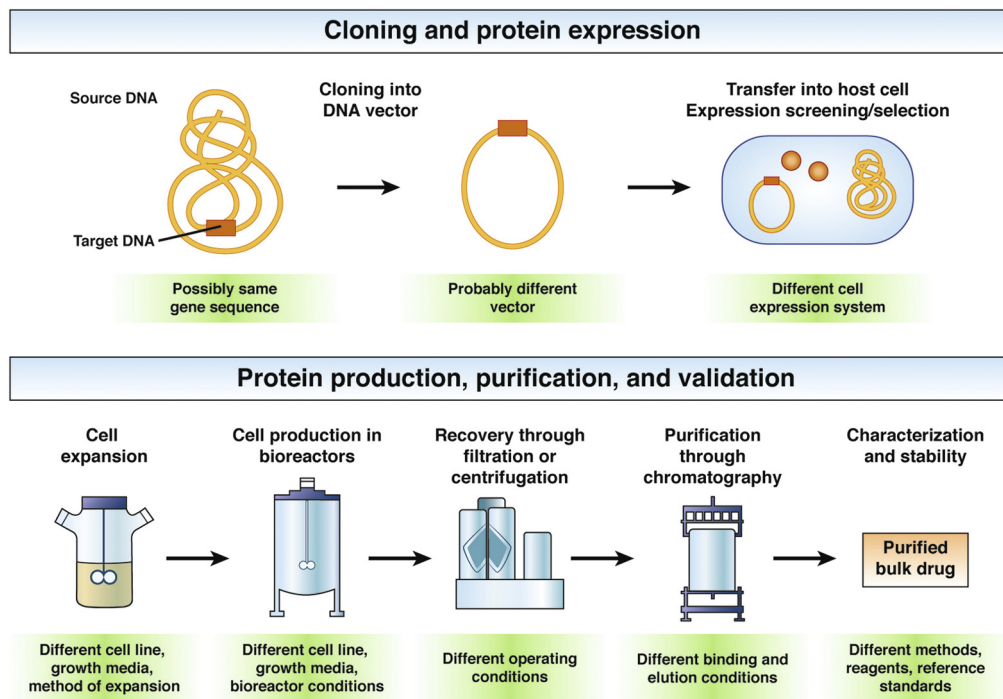 Cloning and protein expression
Source DNA
Target DNA
Cloning into
DNA vector
Transfer into host cell
Expression screening/selection
Possibly same
gene sequence
Probably different
vector
Different cell
expression system
Protein production, purification, and validation
Cell
expansion
Cell production in
bioreactors
Recovery through
filtration or
centrifugation
Purification
through
chromatography
Characterization
and stability
Purified
bulk drug
Different cell line,
growth media,
method of expansion
Different cell line,
growth media,
bioreactor conditions
Different operating
conditions
Different binding and
elution conditions
Different methods,
reagents, reference
standards